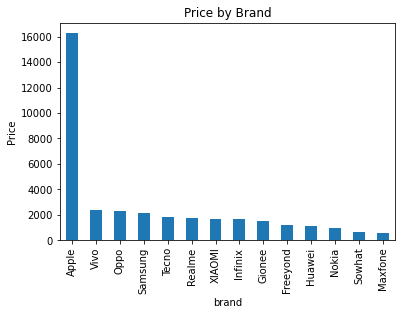 Price by Brand
Price
16000
14000
12000
10000
8000
6000
4000
2000
0
Apple
Vivo
Oppo
Samsung
Tecno
Realme
XIAOMI
Infinix
Gionee
Freeyond
Huawei
Nokia
Sowhat
Maxfone
brand